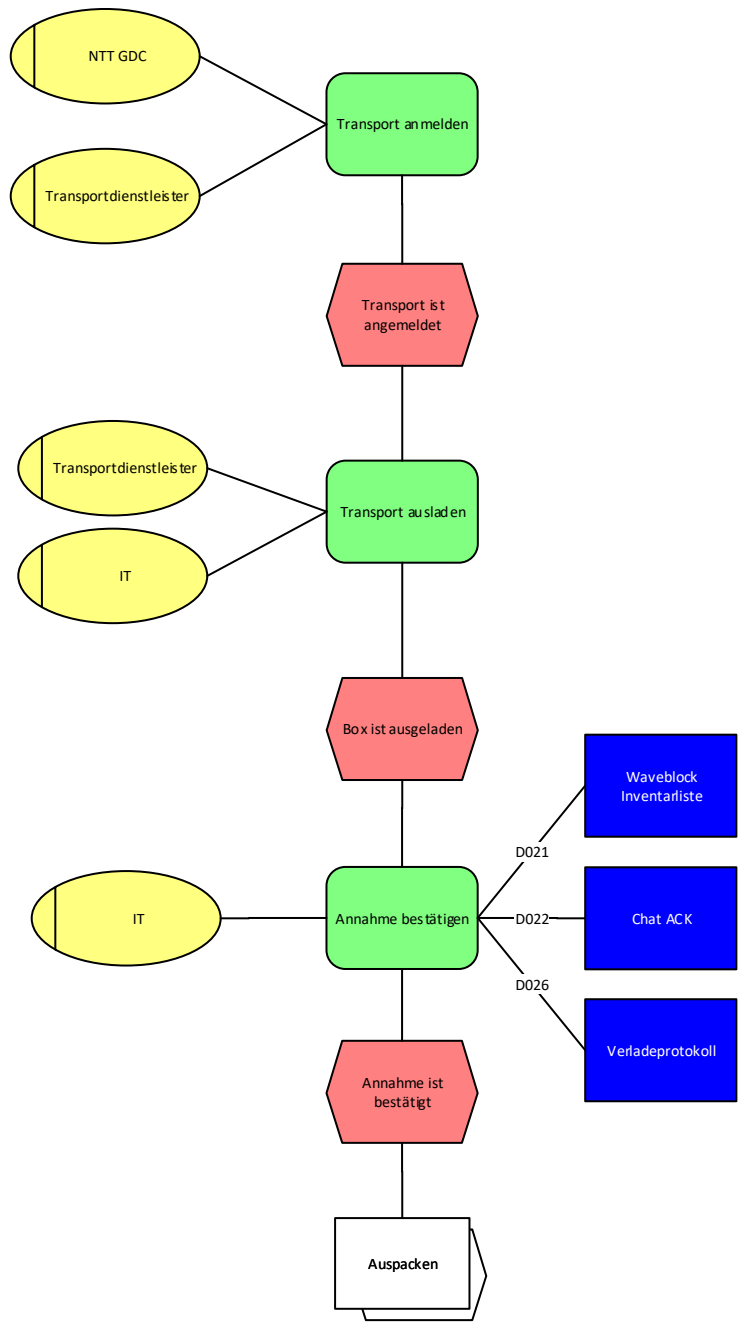 NTT GDC
Transport anmelden
Transportdienstleister
Transport ist
angemeldet
Transportdienstleister
Transport ausladen
IT
Box ist ausgeladen
Waveblock
Inventarliste
D021
IT
Annahme bestätigen
D022
Chat ACK
D026
Verladeprotokoll
Annahme ist
bestätigt
Auspacken